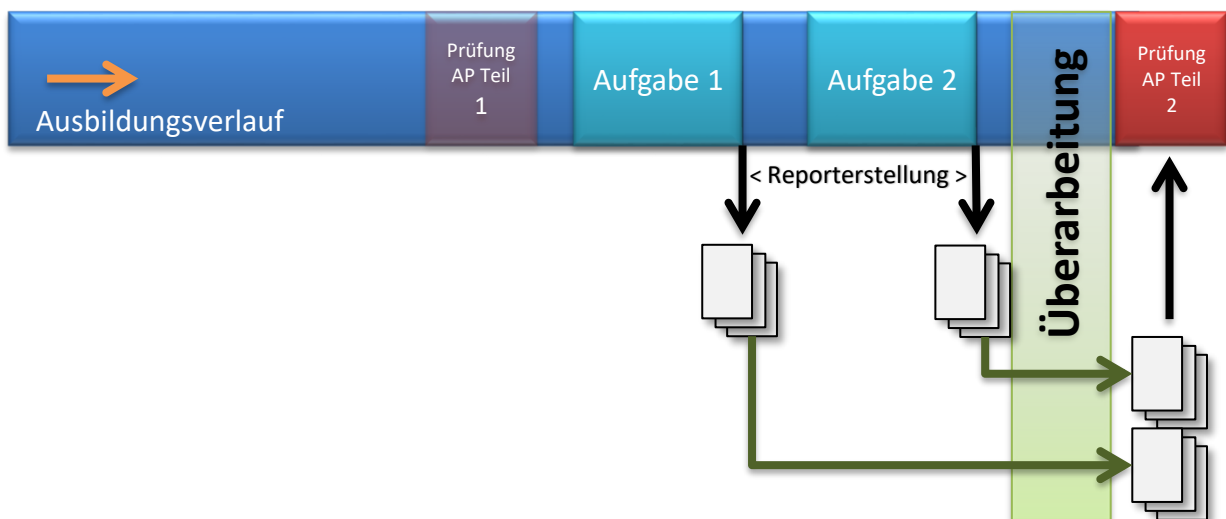 Ausbildungsverlauf
Prüfung
AP Teil
1
Aufgabe 1
Aufgabe 2
Überarbeitung
Prüfung
AP Teil
2
< Reporterstellung >